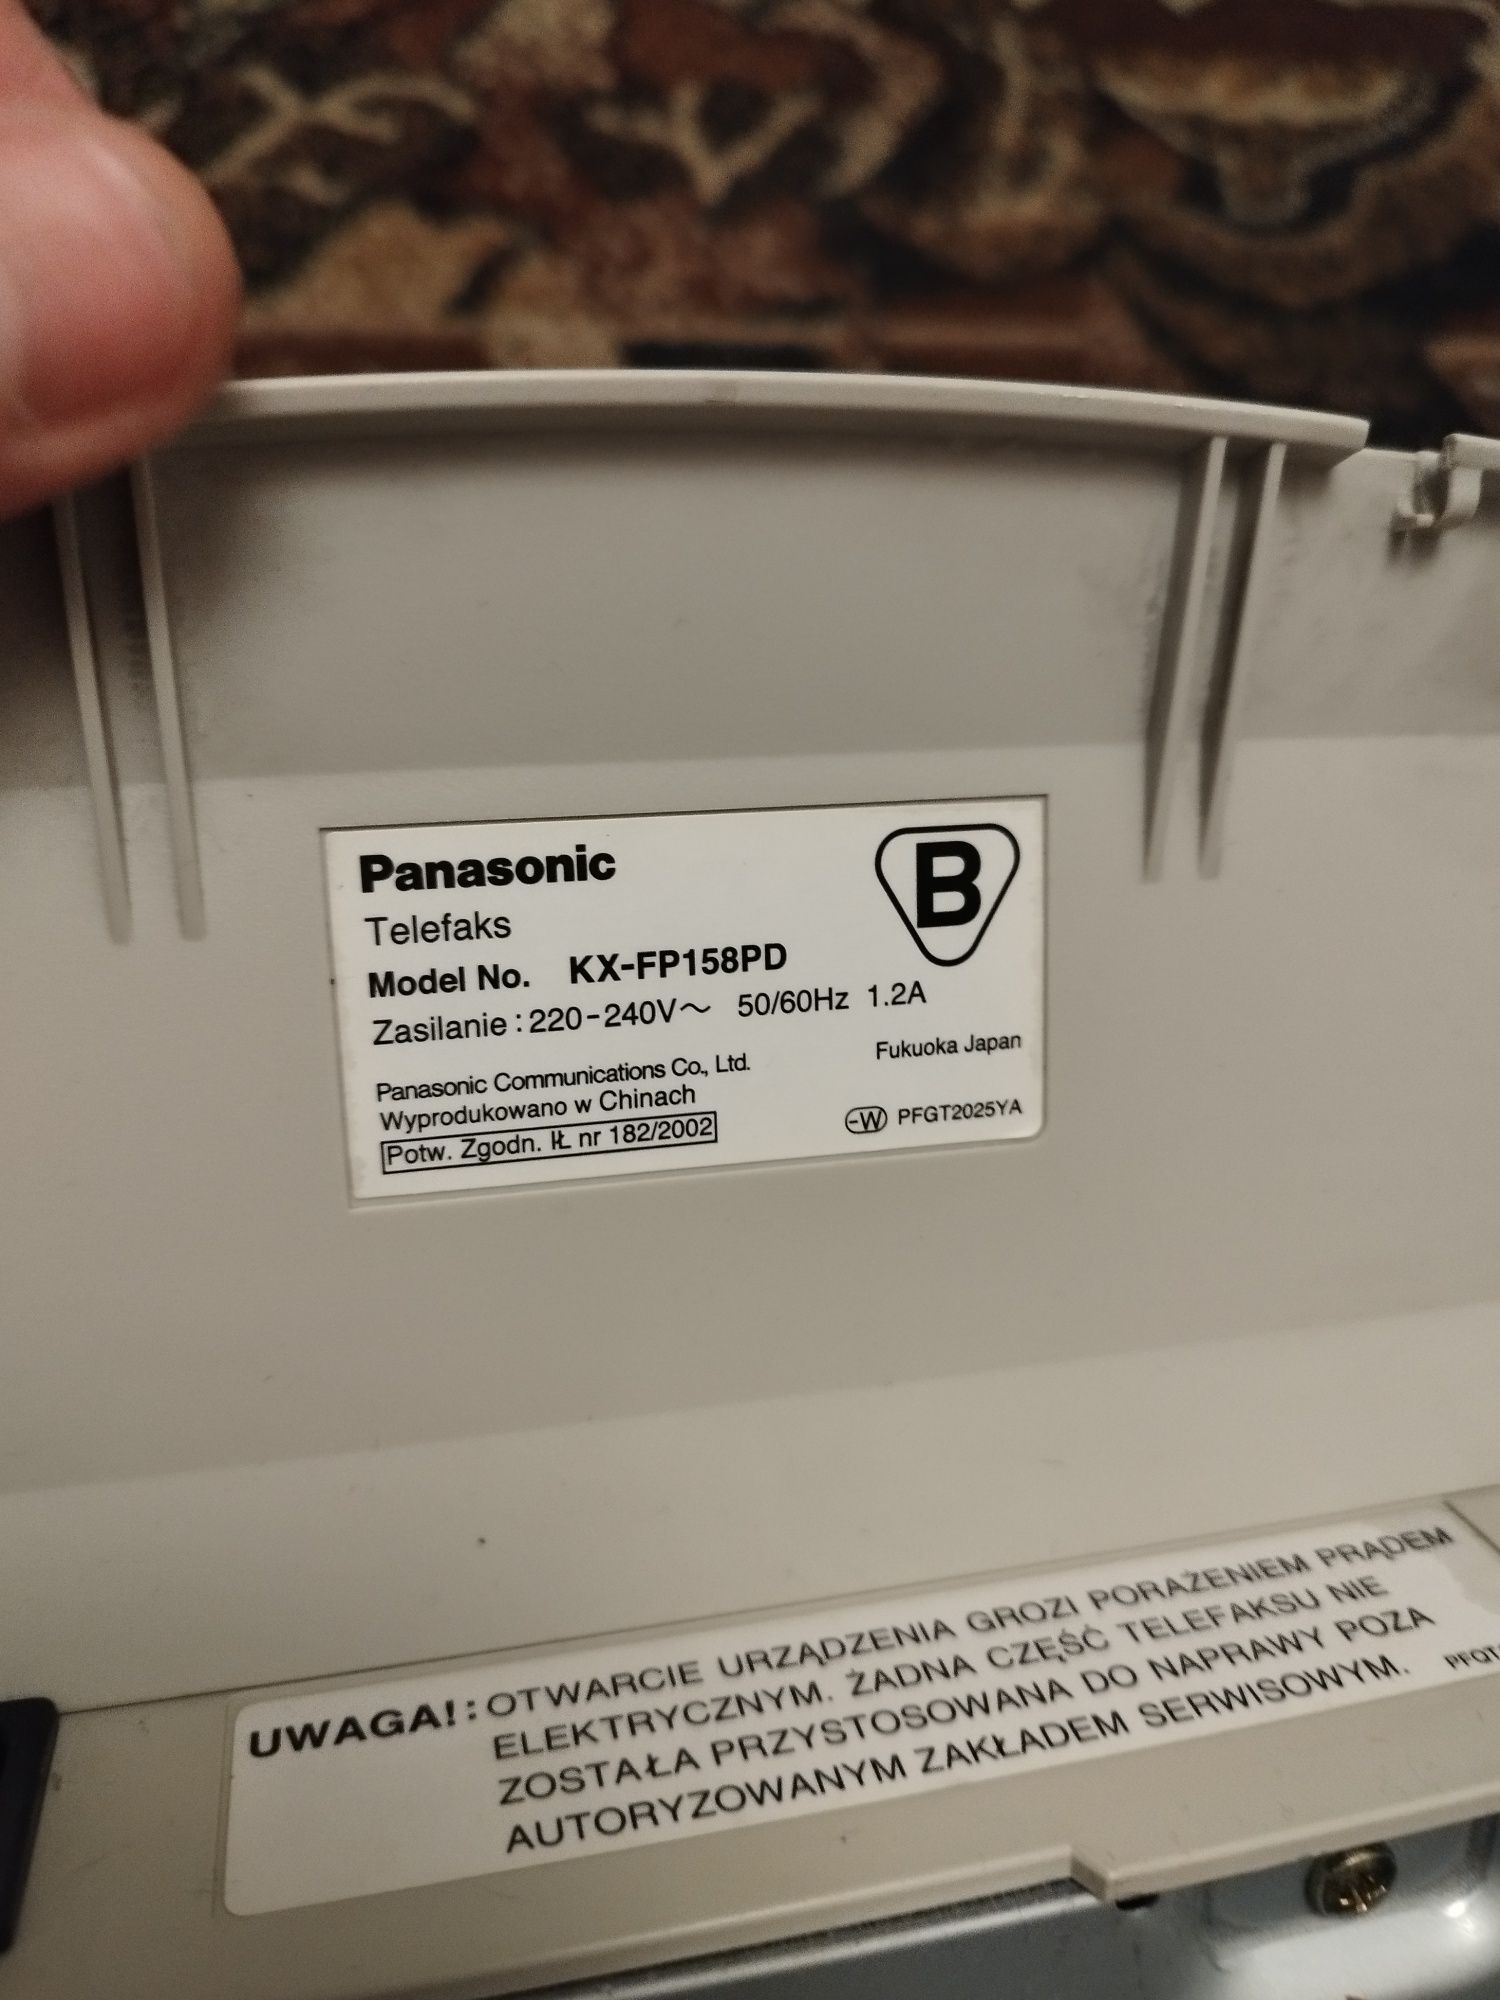 Panasonic
B
Telefaks
Model No. KX-FP158PD
Zasilanie : 220-240V～ 50/60Hz 1.2A
Panasonic Communications Co., Ltd. Fukuoka Japan
Wyprodukowano w Chinach
Potw. Zgodn. IŁ nr 182/2002
-W PFGT2025YA
UWAGA! : OTWARCIE URZĄDZENIA GROZI PORAŻENIEM PRĄDEM
ELEKTRYCZNYM. ŻADNA CZĘŚĆ TELEFAKSU NIE
ZOSTAŁA PRZYSTOSOWANA DO NAPRAWY POZA
AUTORYZOWANYM ZAKŁADEM SERWISOWYM.